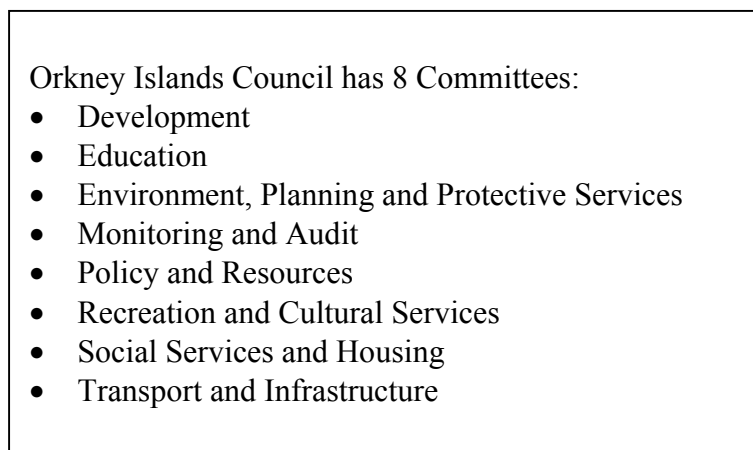 Orkney Islands Council has 8 Committees:
• Development
• Education
• Environment, Planning and Protective Services
• Monitoring and Audit
• Policy and Resources
• Recreation and Cultural Services
• Social Services and Housing
• Transport and Infrastructure